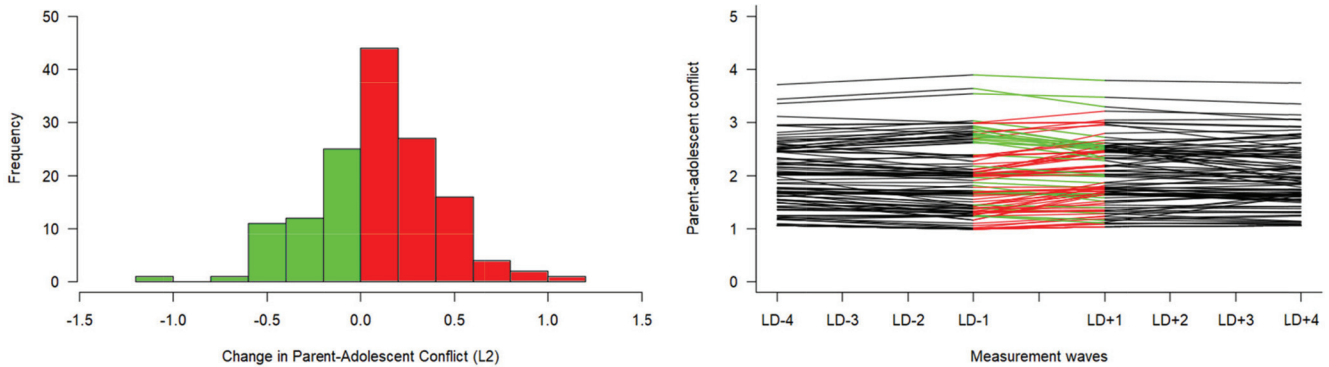 50
40
30
20
10
0
Frequency
-1.5 -1.0 -0.5 0.0 0.5 1.0 1.5
Change in Parent-Adolescent Conflict (L2)
5
4
3
2
1
0
Parent-adolescent conflict
LD-4 LD-3 LD-2 LD-1 LD+1 LD+2 LD+3 LD+4
Measurement waves